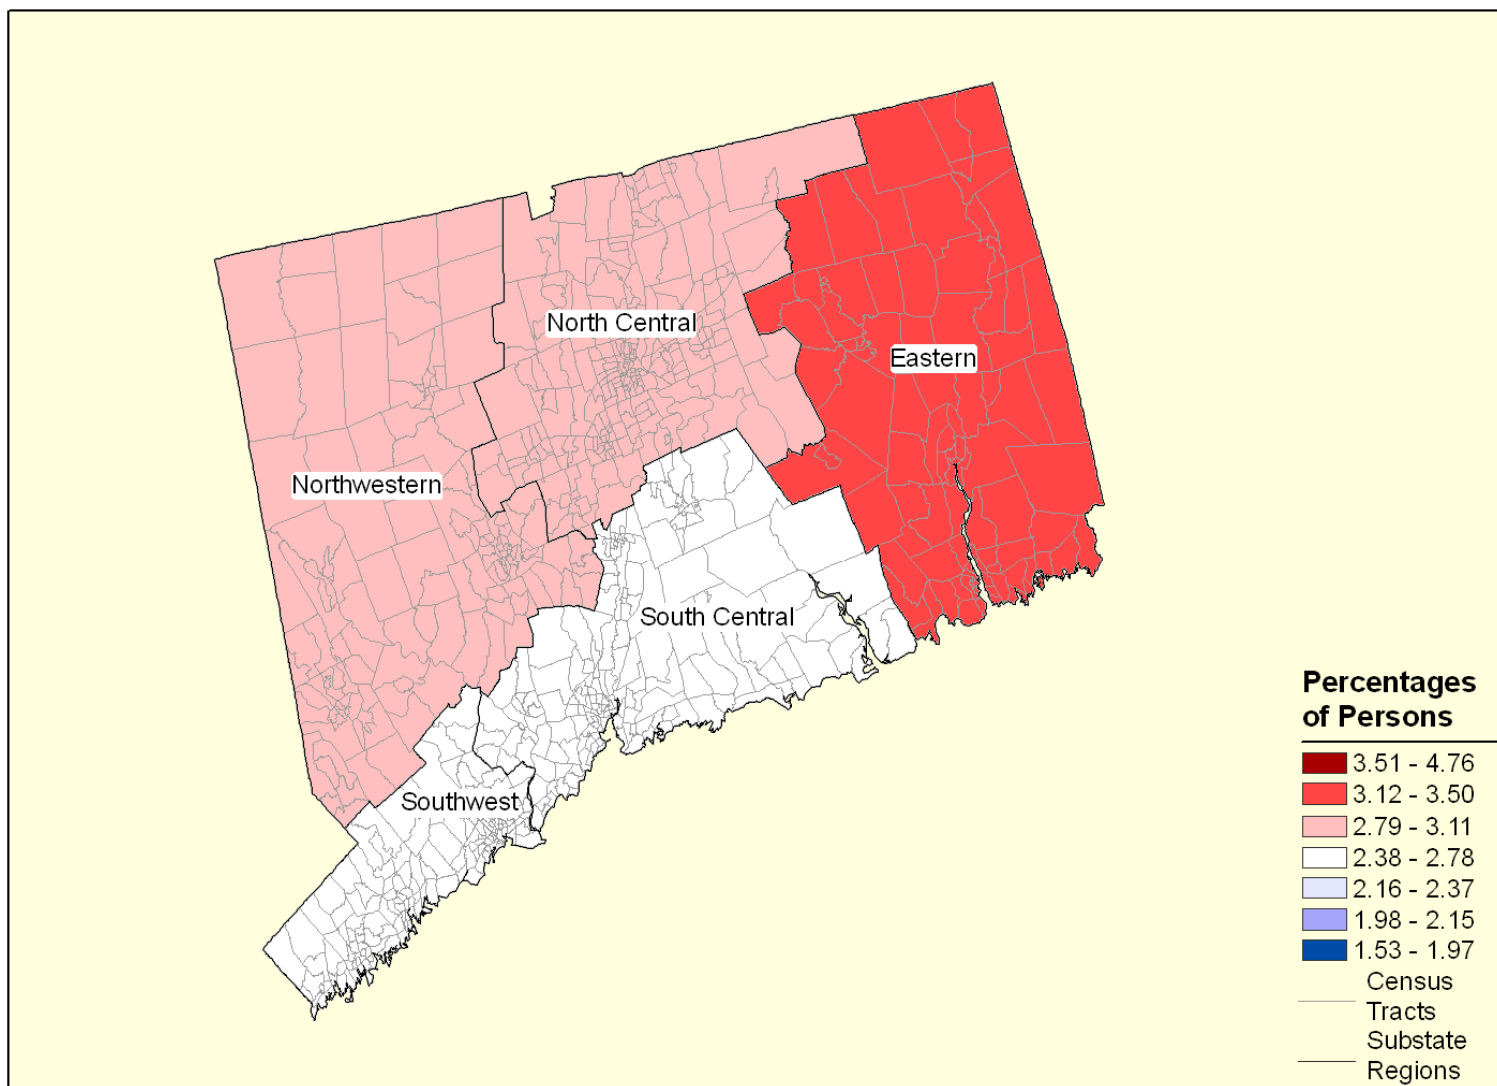 North Central
Eastern
Northwestern
South Central
Southwest
Percentages
of Persons
3.51 - 4.76
3.12 - 3.50
2.79 - 3.11
2.38 - 2.78
2.16 - 2.37
1.98 - 2.15
1.53 - 1.97
Census
Tracts
Substate
Regions